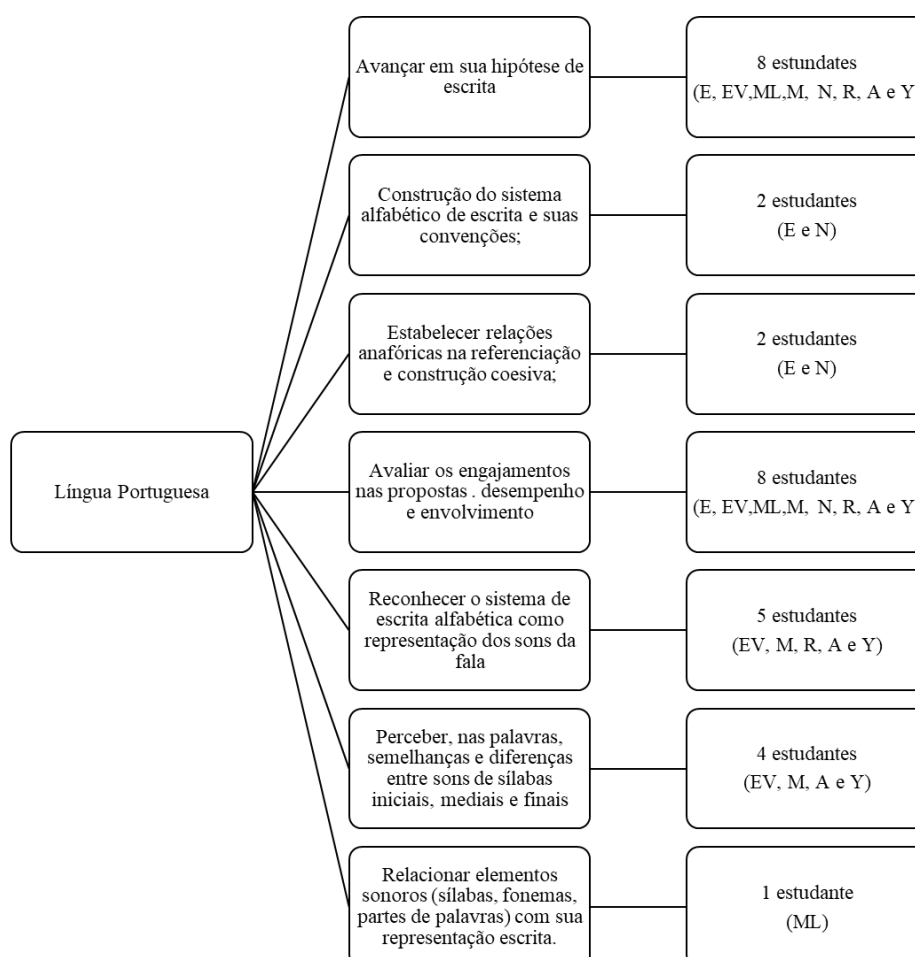 Avançar em sua hipótese de
escrita
8 estundates
(E, EV,ML,M, N, R, A e Y
Construção do sistema
alfabético de escrita e suas
convenções;
2 estudantes
(E e N)
Estabelecer relações
anafóricas na referenciação
e construção coesiva;
2 estudantes
(E e N)
Língua Portuguesa
Avaliar os engajamentos
nas propostas . desempenho
e envolvimento
8 estudantes
(E, EV,ML,M, N, R, A e Y
Reconhecer o sistema de
escrita alfabética como
representação dos sons da
fala
5 estudantes
(EV, M, R, A e Y)
Perceber, nas palavras,
semelhanças e diferenças
entre sons de sílabas
iniciais, mediais e finais
4 estudantes
(EV, M, A e Y)
Relacionar elementos
sonoros (sílabas, fonemas,
partes de palavras) com sua
representação escrita.
1 estudante
(ML)